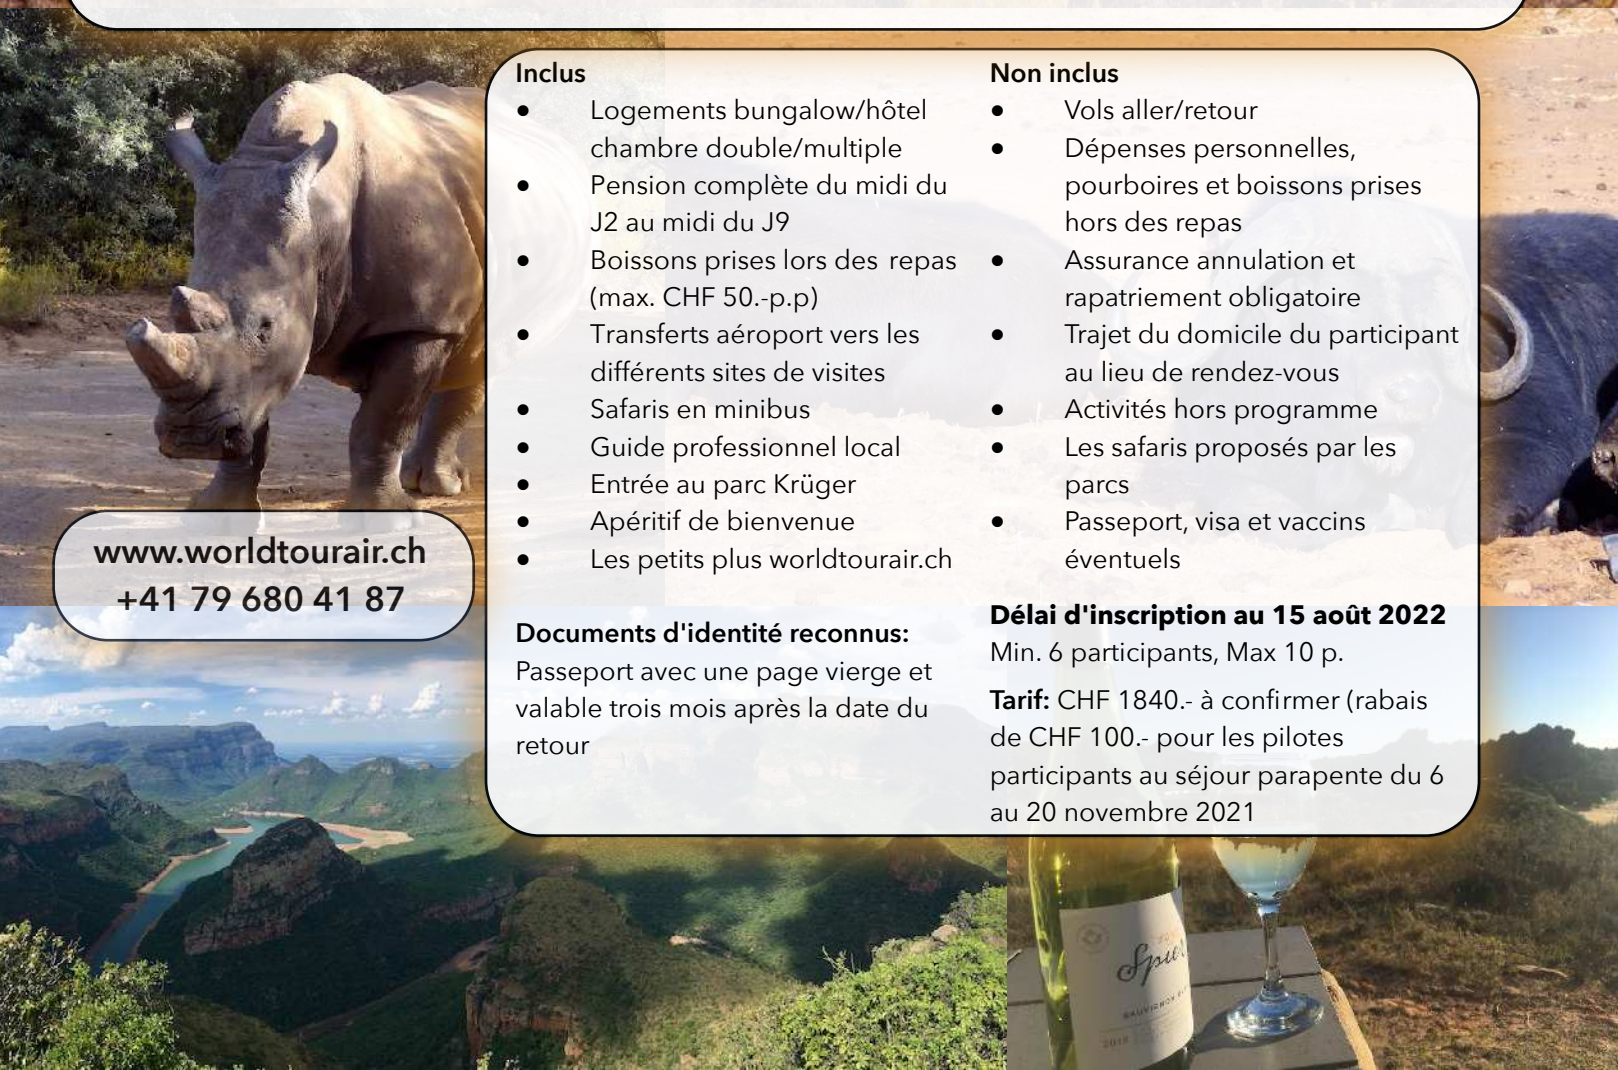 Inclus
• Logements bungalow/hôtel
chambre double/multiple
• Pension complète du midi du
J2 au midi du J9
• Boissons prises lors des repas
(max. CHF 50.-p.p)
• Transferts aéroport vers les
différents sites de visites
• Safaris en minibus
• Guide professionnel local
• Entrée au parc Krüger
• Apéritif de bienvenue
• Les petits plus worldtourair.ch
Documents d'identité reconnus:
Passeport avec une page vierge et
valable trois mois après la date du
retour
Non inclus
• Vols aller/retour
• Dépenses personnelles,
pourboires et boissons prises
hors des repas
• Assurance annulation et
rapatriement obligatoire
• Trajet du domicile du participant
au lieu de rendez-vous
• Activités hors programme
• Les safaris proposés par les
parcs
• Passeport, visa et vaccins
éventuels
Délai d'inscription au 15 août 2022
Min. 6 participants, Max 10 p.
Tarif: CHF 1840.- à confirmer (rabais
de CHF 100.- pour les pilotes
participants au séjour parapente du 6
au 20 novembre 2021
www.worldtourair.ch
+41 79 680 41 87
Spier